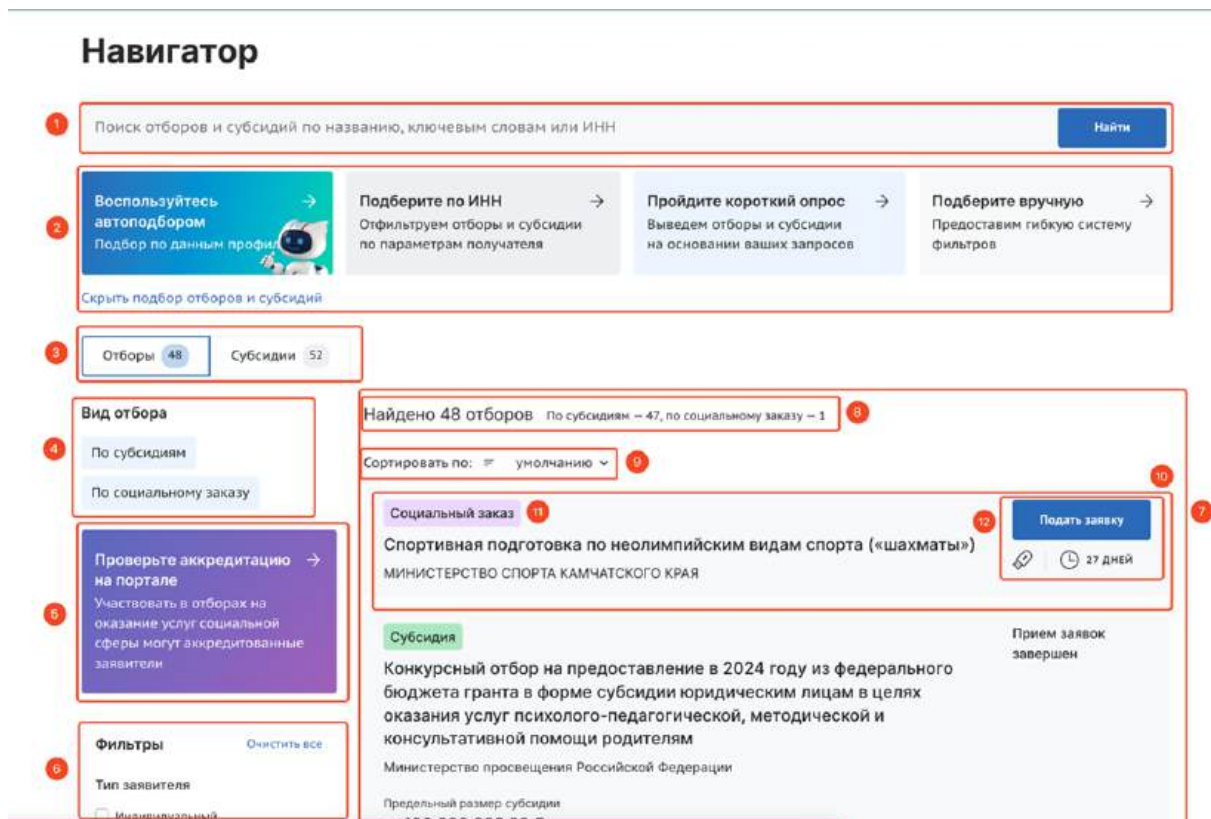 Навигатор
1
Поиск отборов и субсидий по названию, ключевым словам или ИНН
Найти
2
Воспользуйтесь
автоподбором
Подбор по данным
Подберите по ИНН
Отфильтруем отборы и субсидии
по параметрам получателя
Пройдите короткий опрос
Выведем отборы и субсидии
на основании ваших запросов
Подберите вручную
Предоставим гибкую систему
фильтров
Скрыть подбор отборов и субсидий
3
Отборы 48
Субсидии 52
Вид отбора
4
По субсидиям
По социальному заказу
5
Проверьте аккредитацию
на портале
Участвовать в отборах на
оказание услуг социальной
сферы могут аккредитованные
заявители
6
Фильтры
Очистить все
Тип заявителя
Индивидуальный
7
Найдено 48 отборов По субсидиям – 47, по социальному заказу – 1
8
Сортировать по: умолчанию
9
10
Социальный заказ
11
Спортивная подготовка по неолимпийским видам спорта («шахматы»)
МИНИСТЕРСТВО СПОРТА КАМЧАТСКОГО КРАЯ
12
Подать заявку
27 ДНЕЙ
Субсидия
Конкурсный отбор на предоставление в 2024 году из федерального
бюджета гранта в форме субсидии юридическим лицам в целях
оказания услуг психолого-педагогической, методической и
консультативной помощи родителям
Министерство просвещения Российской Федерации
Прием заявок
завершен
Предельный размер субсидии